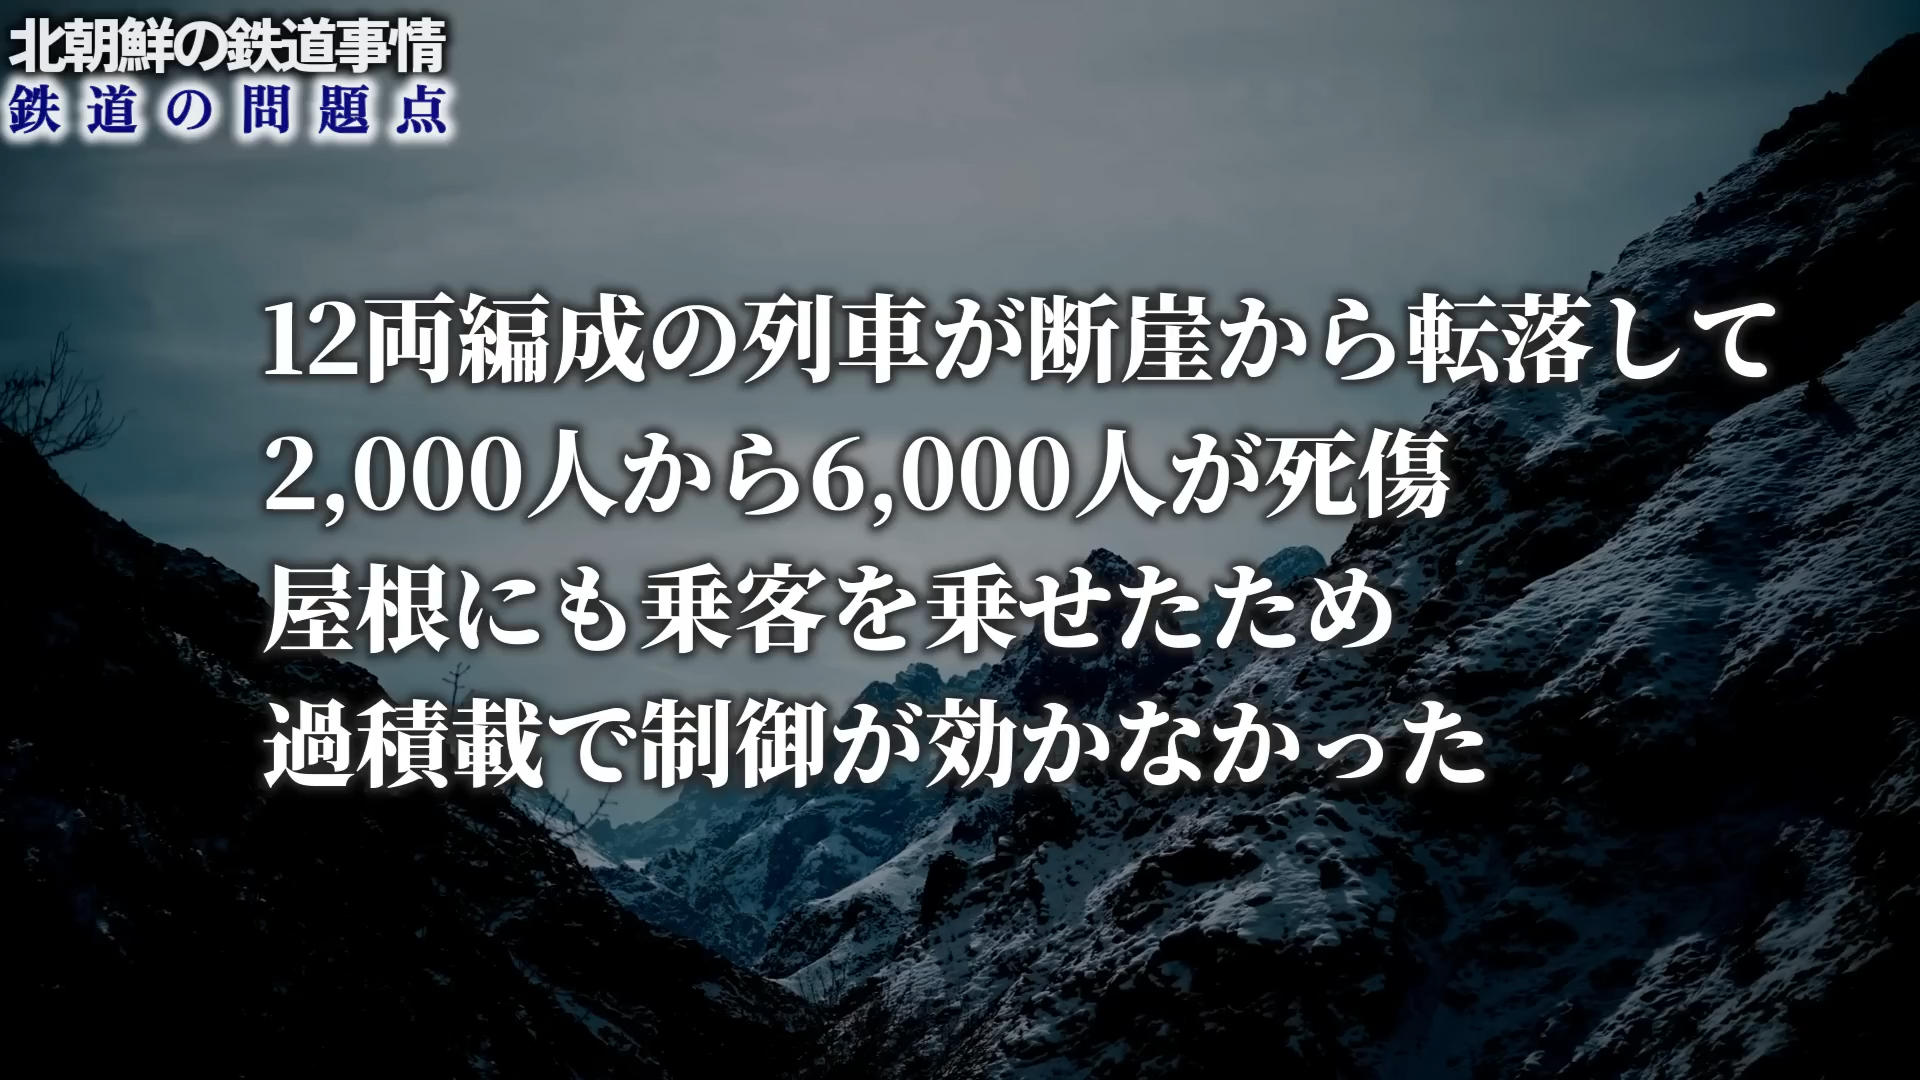 北朝鮮の鉄道事情
鉄道の問題点
12両編成の列車が断崖から転落して
2,000人から6,000人が死傷
屋根にも乗客を乗せたため
過積載で制御が効かなかった